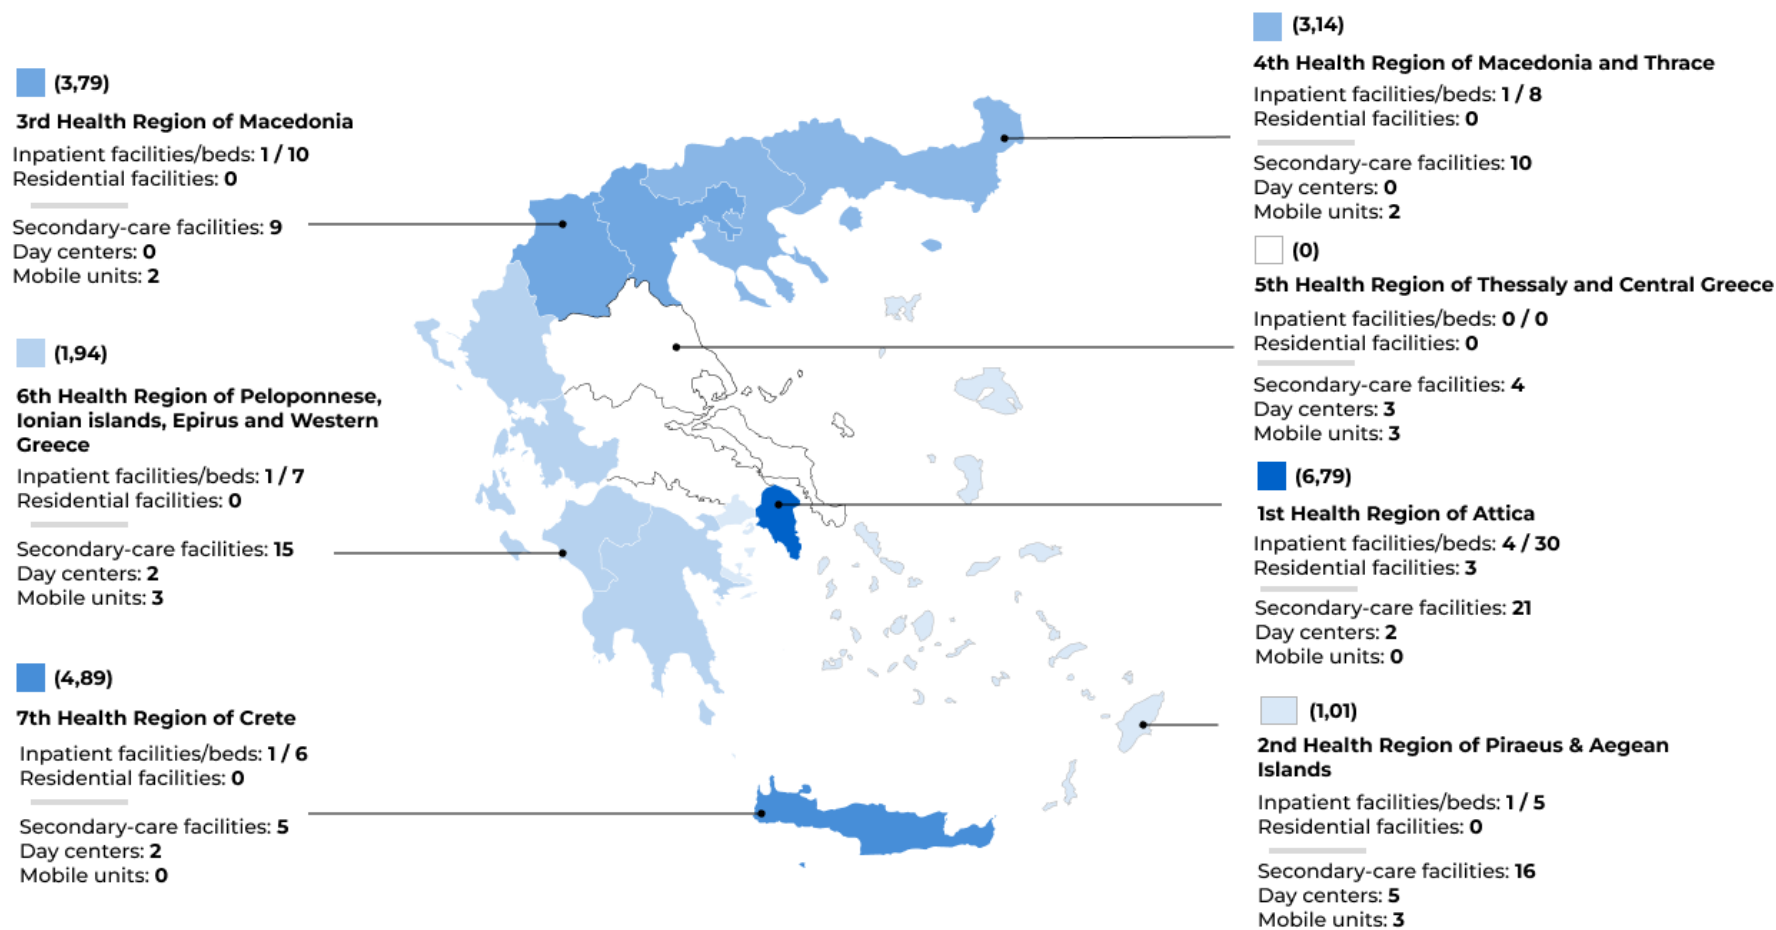 (3,79)
3rd Health Region of Macedonia
Inpatient facilities/beds: 1 / 10
Residential facilities: 0
Secondary-care facilities: 9
Day centers: 0
Mobile units: 2
(1,94)
6th Health Region of Peloponnese,
Ionian islands, Epirus and Western
Greece
Inpatient facilities/beds: 1 / 7
Residential facilities: 0
Secondary-care facilities: 15
Day centers: 2
Mobile units: 3
(4,89)
7th Health Region of Crete
Inpatient facilities/beds: 1 / 6
Residential facilities: 0
Secondary-care facilities: 5
Day centers: 2
Mobile units: 0
(3,14)
4th Health Region of Macedonia and Thrace
Inpatient facilities/beds: 1 / 8
Residential facilities: 0
Secondary-care facilities: 10
Day centers: 0
Mobile units: 2
(0)
5th Health Region of Thessaly and Central Greece
Inpatient facilities/beds: 0 / 0
Residential facilities: 0
Secondary-care facilities: 4
Day centers: 3
Mobile units: 3
(6,79)
1st Health Region of Attica
Inpatient facilities/beds: 4 / 30
Residential facilities: 3
Secondary-care facilities: 21
Day centers: 2
Mobile units: 0
(1,01)
2nd Health Region of Piraeus & Aegean
Islands
Inpatient facilities/beds: 1 / 5
Residential facilities: 0
Secondary-care facilities: 16
Day centers: 5
Mobile units: 3